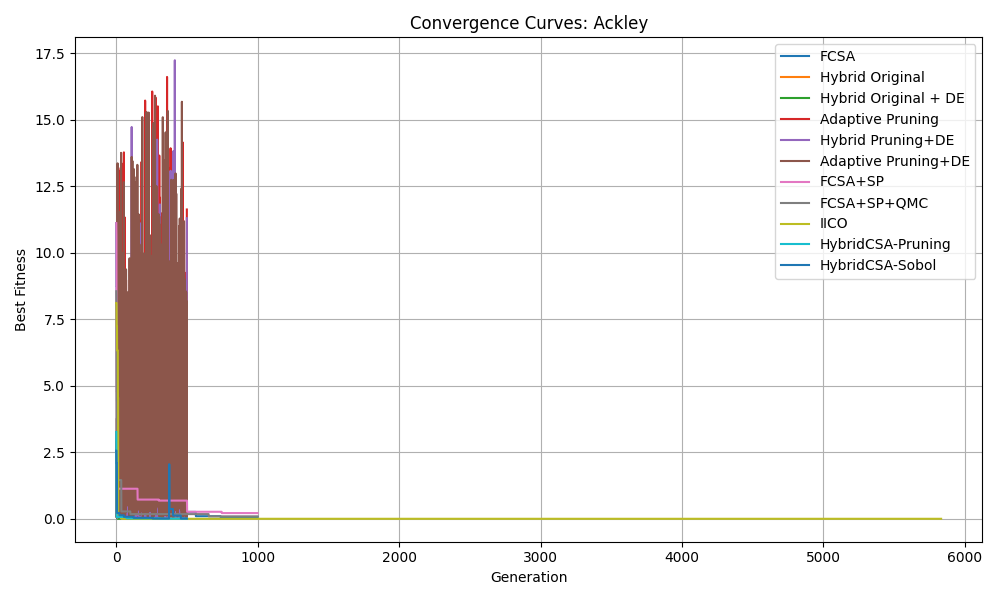 Convergence Curves: Ackley
17.5
15.0
12.5
10.0
7.5
5.0
2.5
0.0
Best Fitness
0
1000
2000
3000
4000
5000
6000
Generation
FCSA
Hybrid Original
Hybrid Original + DE
Adaptive Pruning
Hybrid Pruning+DE
Adaptive Pruning+DE
FCSA+SP
FCSA+SP+QMC
IICO
HybridCSA-Pruning
HybridCSA-Sobol